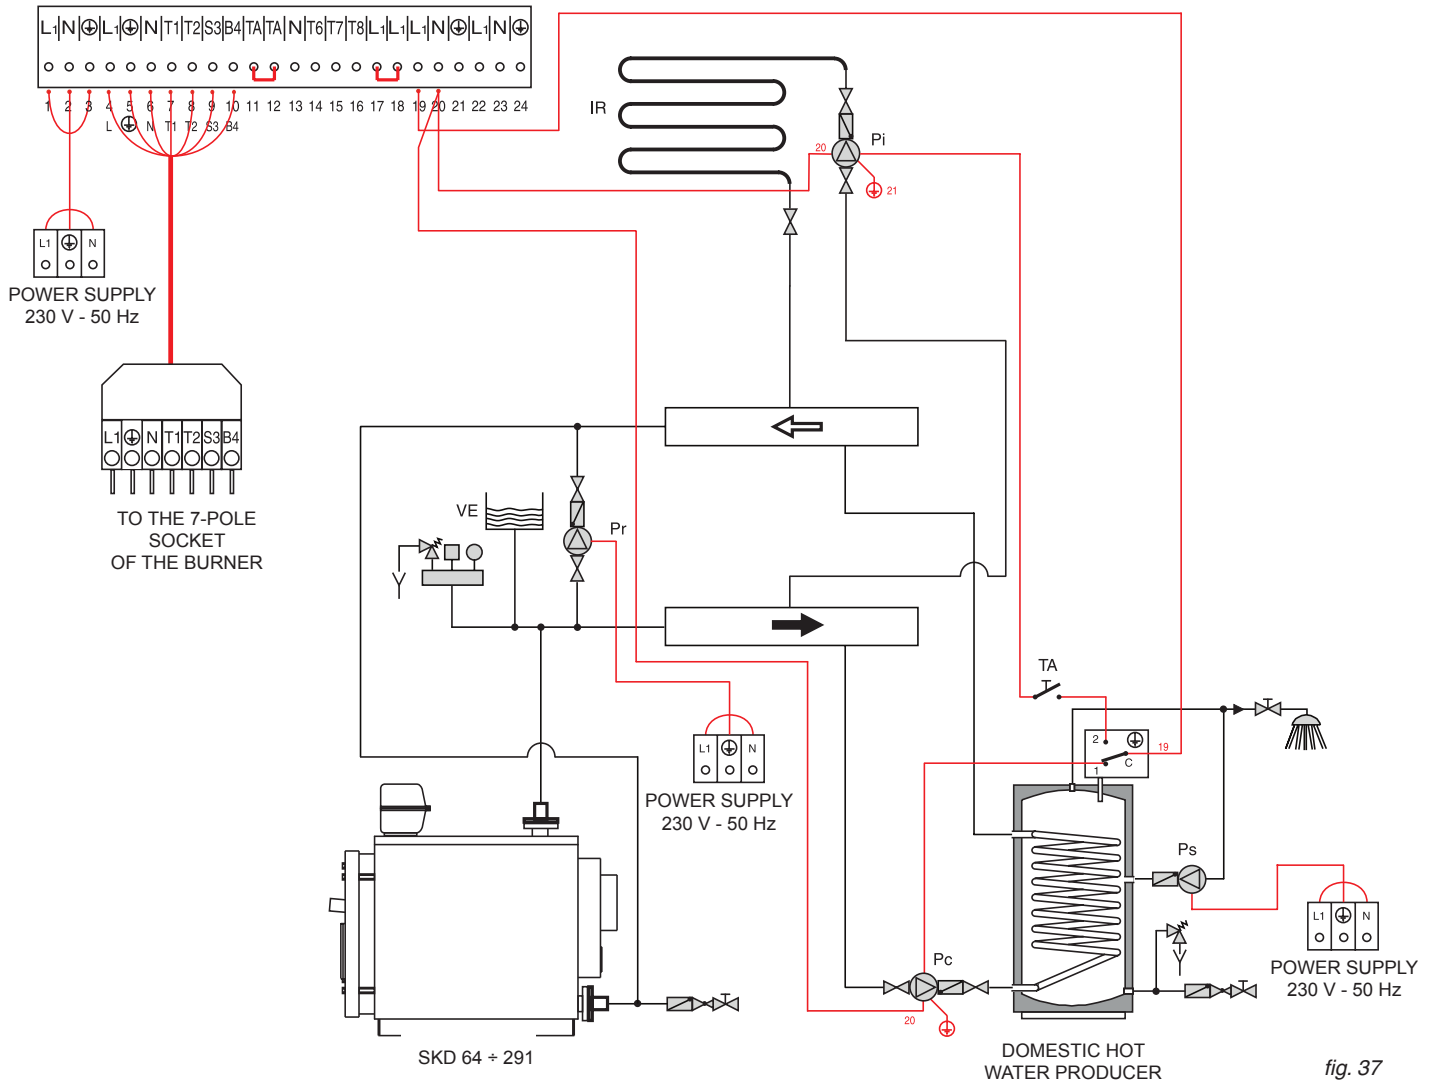 L1 N L1 N T1 T2 S3 B4 TA TA N T6 T7 T8 L1 L1 L1 N L1 N
1 2 3 4 5 6 7 8 9 10 11 12 13 14 15 16 17 18 19 20 21 22 23 24
L N T1 T2 S3 B4
IR
Pi
20
21
L1 N
POWER SUPPLY
230 V - 50 Hz
L1 N T1 T2 S3 B4
TO THE 7-POLE
SOCKET
OF THE BURNER
VE
Pr
TA
2
19
1
C
L1 N
POWER SUPPLY
230 V - 50 Hz
Ps
L1 N
POWER SUPPLY
230 V - 50 Hz
Pc
20
SKD 64 ÷ 291
DOMESTIC HOT
WATER PRODUCER
fig. 37